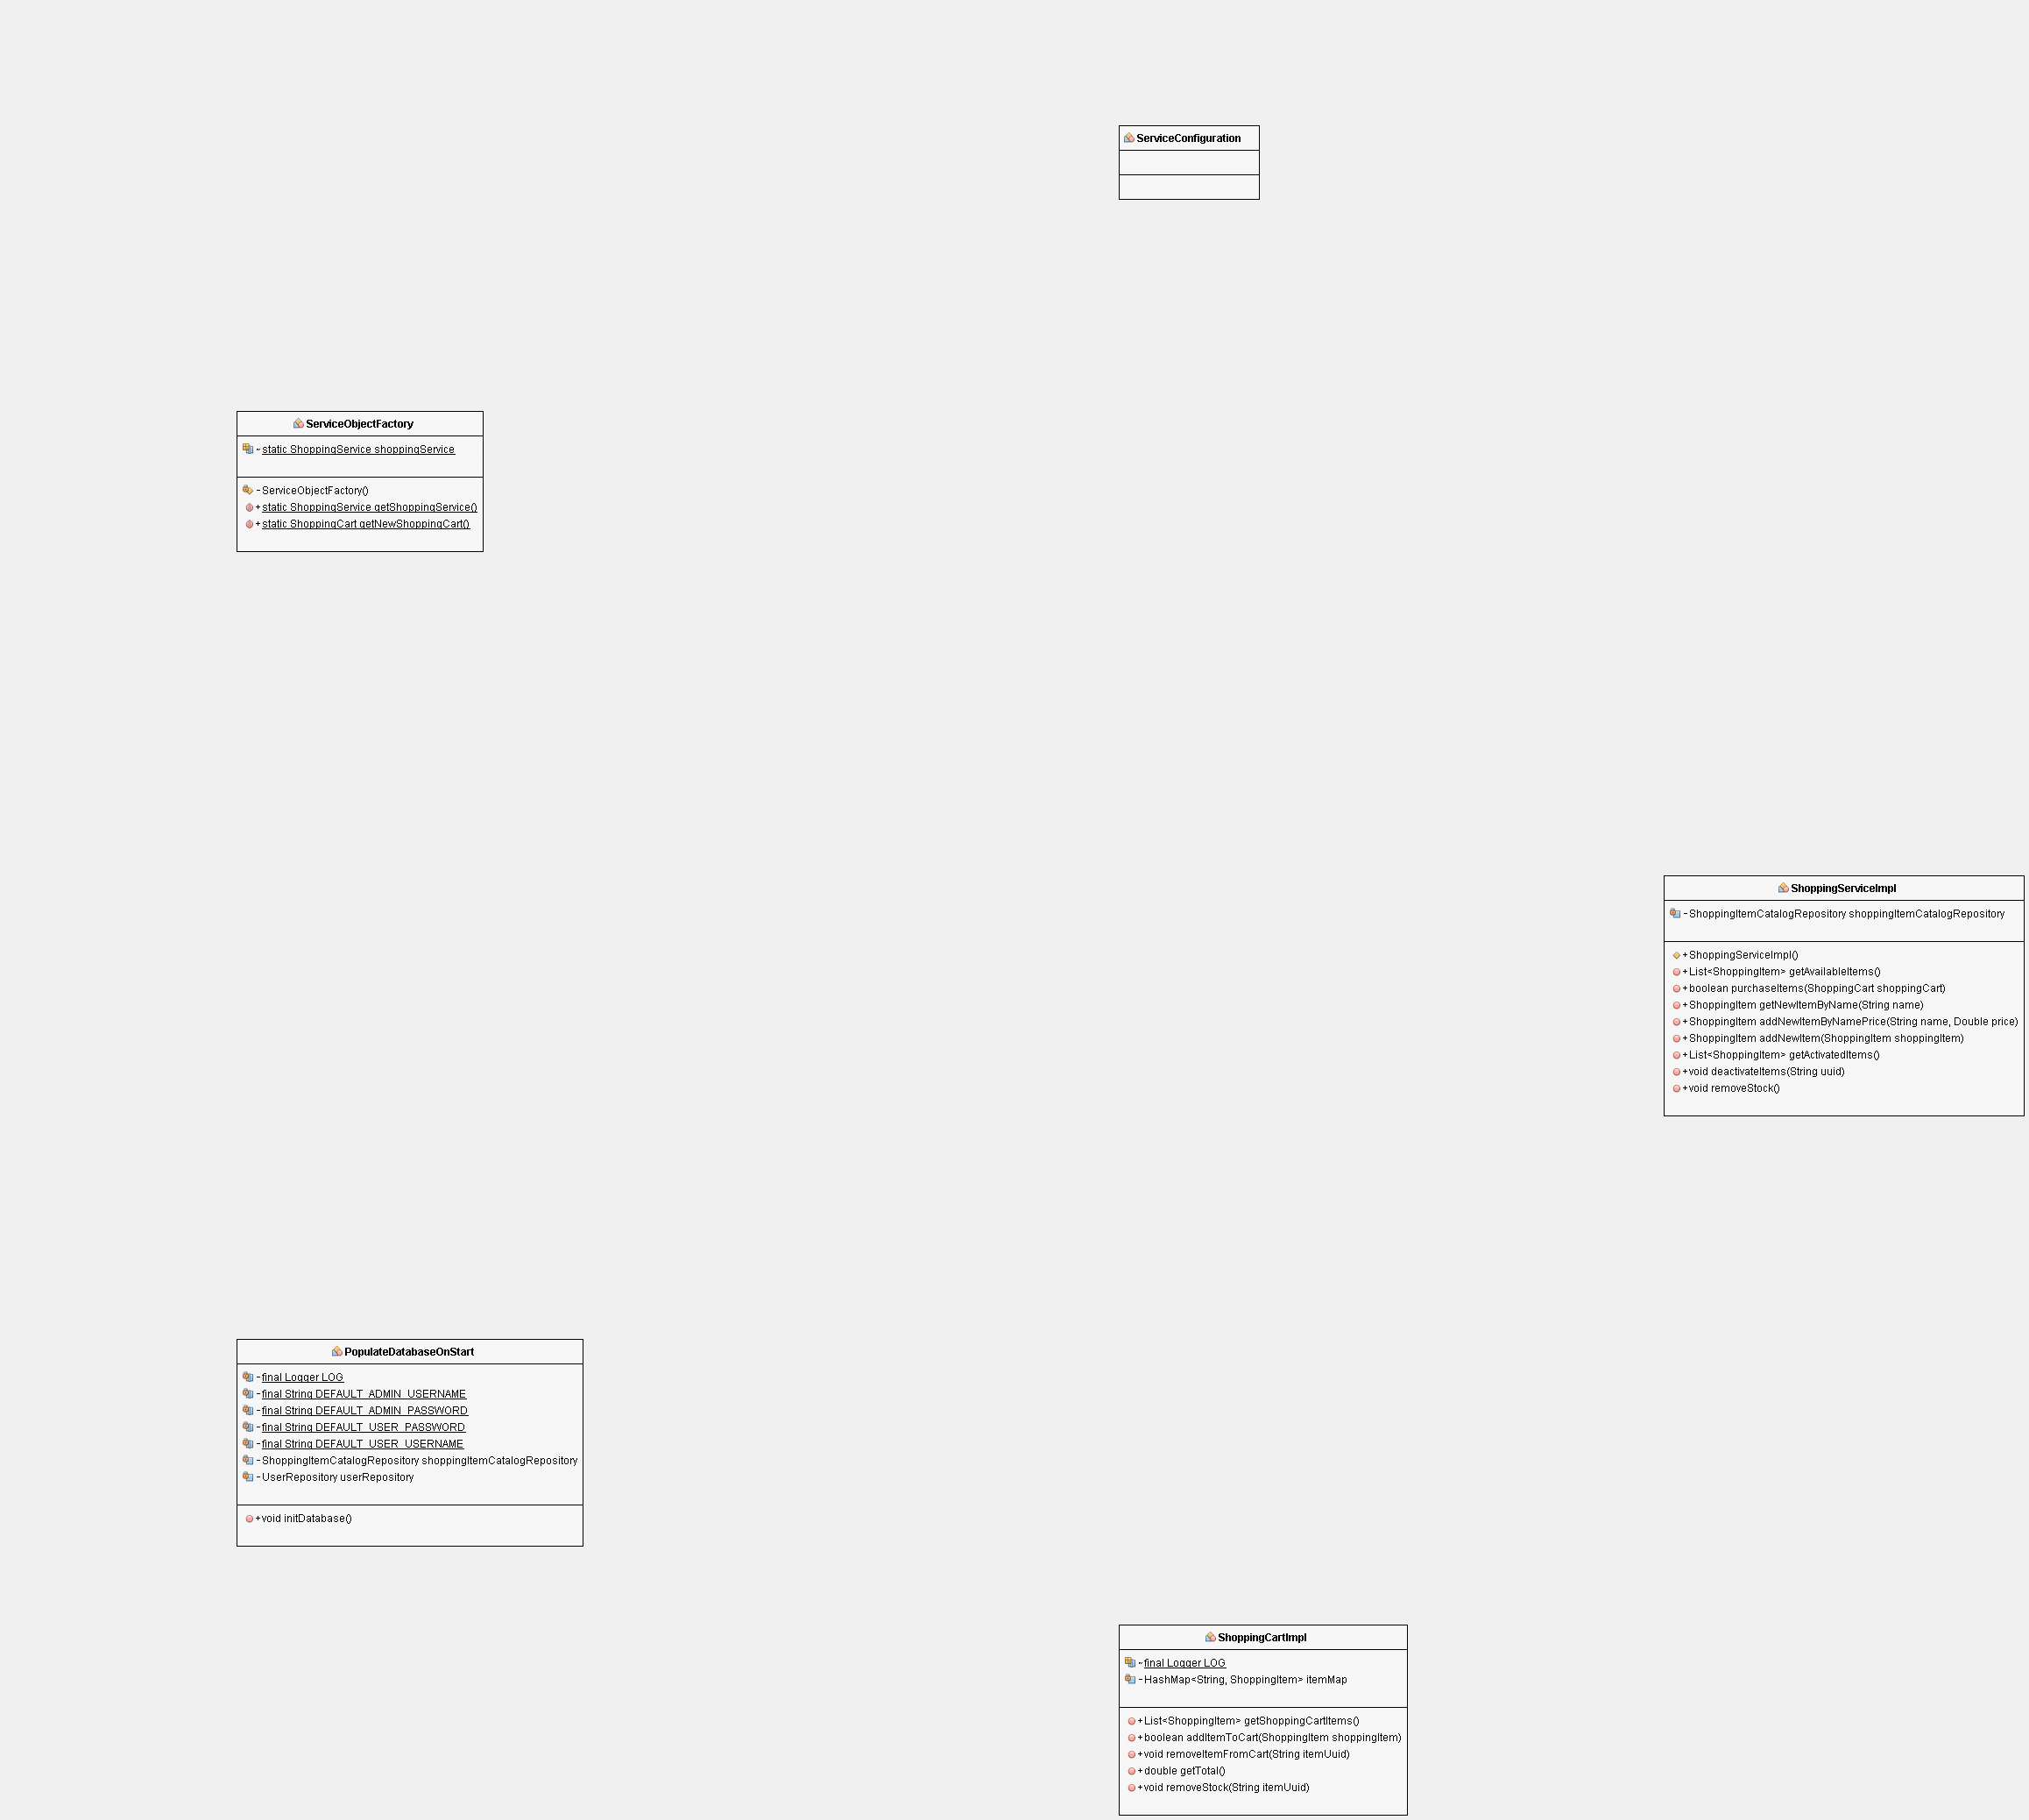 ServiceConfiguration
ServiceObjectFactory
~ static ShoppingService shoppingService
- ServiceObjectFactory()
+ static ShoppingService getShoppingService()
+ static ShoppingCart getNewShoppingCart()
ShoppingServiceImpl
- ShoppingItemCatalogRepository shoppingItemCatalogRepository
+ ShoppingServiceImpl()
+ List<ShoppingItem> getAvailableItems()
+ boolean purchaseItems(ShoppingCart shoppingCart)
+ ShoppingItem getNewItemByName(String name)
+ ShoppingItem addNewItemByNamePrice(String name, Double price)
+ ShoppingItem addNewItem(ShoppingItem shoppingItem)
+ List<ShoppingItem> getActivatedItems()
+ void deactivateItems(String uuid)
+ void removeStock()
PopulateDatabaseOnStart
- final Logger LOG
- final String DEFAULT_ADMIN_USERNAME
- final String DEFAULT_ADMIN_PASSWORD
- final String DEFAULT_USER_PASSWORD
- final String DEFAULT_USER_USERNAME
- ShoppingItemCatalogRepository shoppingItemCatalogRepository
- UserRepository userRepository
+ void initDatabase()
ShoppingCartImpl
~ final Logger LOG
- HashMap<String, ShoppingItem> itemMap
+ List<ShoppingItem> getShoppingCartItems()
+ boolean addItemToCart(ShoppingItem shoppingItem)
+ void removeItemFromCart(String itemUuid)
+ double getTotal()
+ void removeStock(String itemUuid)